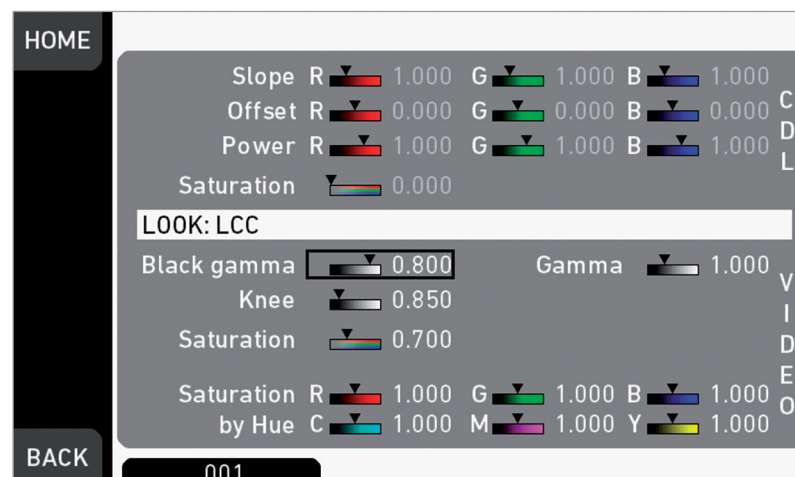 HOME
Slope R 1.000 G 1.000 B 1.000
Offset R 0.000 G 0.000 B 0.000
Power R 1.000 G 1.000 B 1.000
Saturation 0.000
CDL
LOOK: LCC
Black gamma 0.800 Gamma 1.000
Knee 0.850
Saturation 0.700
Saturation R 1.000 G 1.000 B 1.000
by Hue C 1.000 M 1.000 Y 1.000
VIDEO
BACK
001